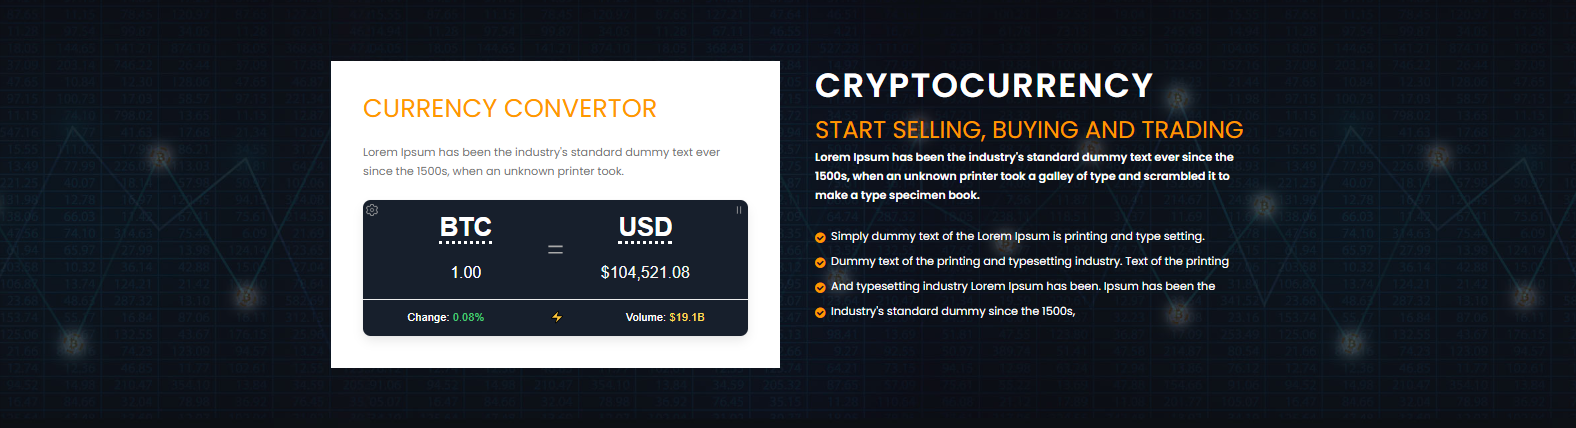 CURRENCY CONVERTOR
Lorem Ipsum has been the industry's standard dummy text ever
since the 1500s, when an unknown printer took.
BTC
=
USD
1.00
$104,521.08
Change: 0.08%
Volume: $19.1B
CRYPTOCURRENCY
START SELLING, BUYING AND TRADING
Lorem Ipsum has been the industry's standard dummy text ever since the
1500s, when an unknown printer took a galley of type and scrambled it to
make a type specimen book.
Simply dummy text of the Lorem Ipsum is printing and type setting.
Dummy text of the printing and typesetting industry. Text of the printing
And typesetting industry Lorem Ipsum has been. Ipsum has been the
Industry's standard dummy since the 1500s,